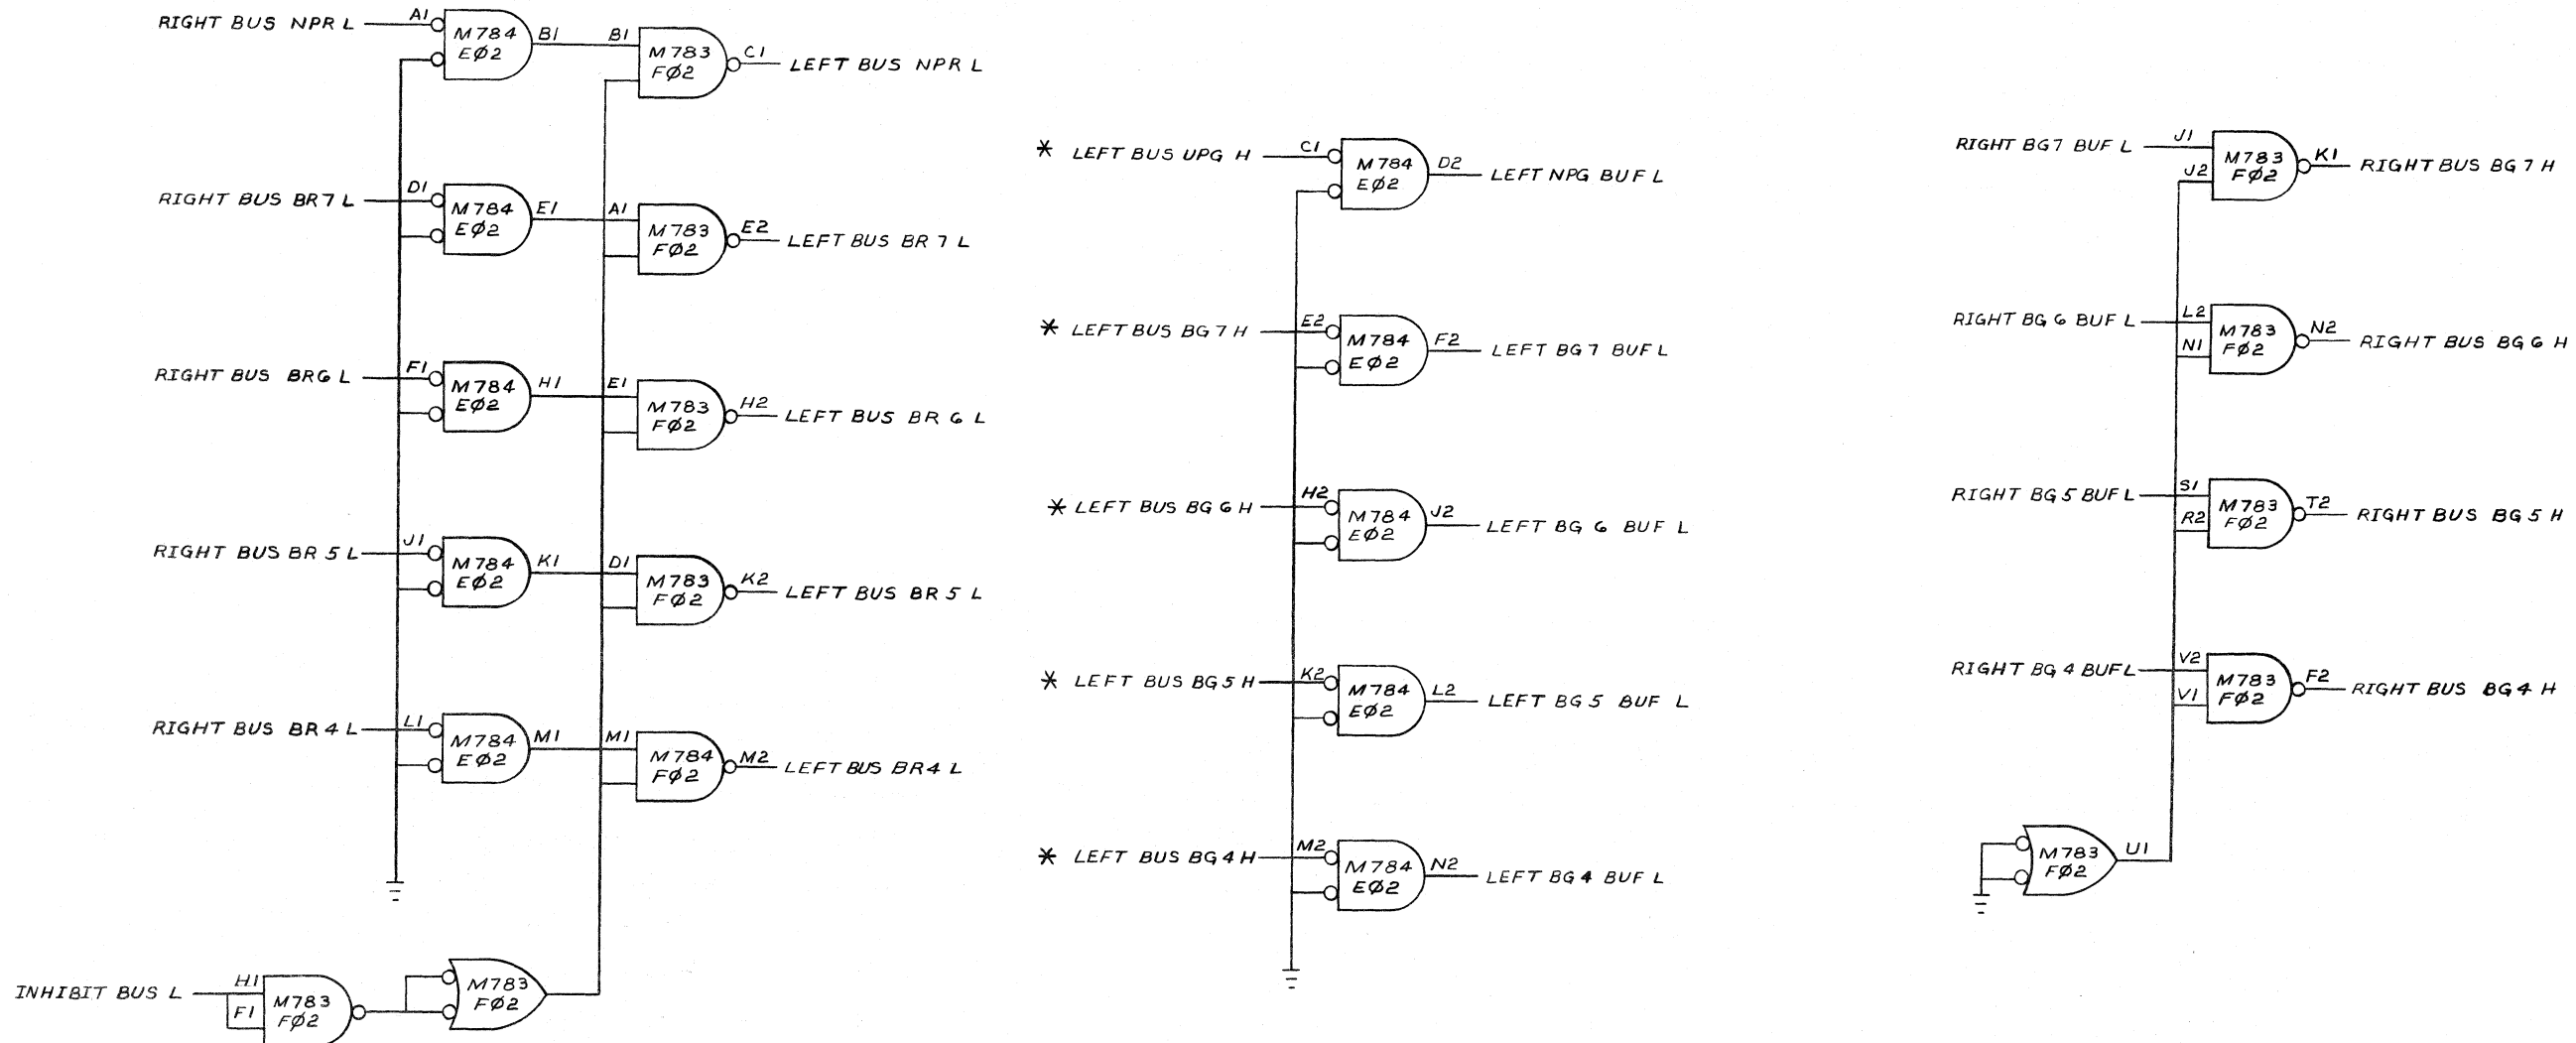 RIGHT BUS NPR L A1 M784 EØ2 B1 B1 M783 FØ2 C1 LEFT BUS NPR L
RIGHT BUS BR7 L D1 M784 EØ2 E1 A1 M783 FØ2 E2 LEFT BUS BR 7 L
RIGHT BUS BR6 L F1 M784 EØ2 H1 E1 M783 FØ2 H2 LEFT BUS BR 6 L
RIGHT BUS BR 5 L J1 M784 EØ2 K1 D1 M783 FØ2 K2 LEFT BUS BR 5 L
RIGHT BUS BR 4 L L1 M784 EØ2 M1 M1 M784 FØ2 M2 LEFT BUS BR4 L
INHIBIT BUS L H1 F1 M783 FØ2 M783 FØ2
* LEFT BUS UPG H C1 M784 EØ2 D2 LEFT NPG BUF L
* LEFT BUS BG 7 H E2 M784 EØ2 F2 LEFT BG7 BUF L
* LEFT BUS BG 6 H H2 M784 EØ2 J2 LEFT BG 6 BUF L
* LEFT BUS BG 5 H K2 M784 EØ2 L2 LEFT BG 5 BUF L
* LEFT BUS BG 4 H M2 M784 EØ2 N2 LEFT BG 4 BUF L
RIGHT BG7 BUF L J1 J2 M783 FØ2 K1 RIGHT BUS BG 7 H
RIGHT BG 6 BUF L L2 N1 M783 FØ2 N2 RIGHT BUS BG 6 H
RIGHT BG 5 BUF L S1 R2 M783 FØ2 T2 RIGHT BUS BG 5 H
RIGHT BG 4 BUF L V2 V1 M783 FØ2 F2 RIGHT BUS BG 4 H
M783 FØ2 U1